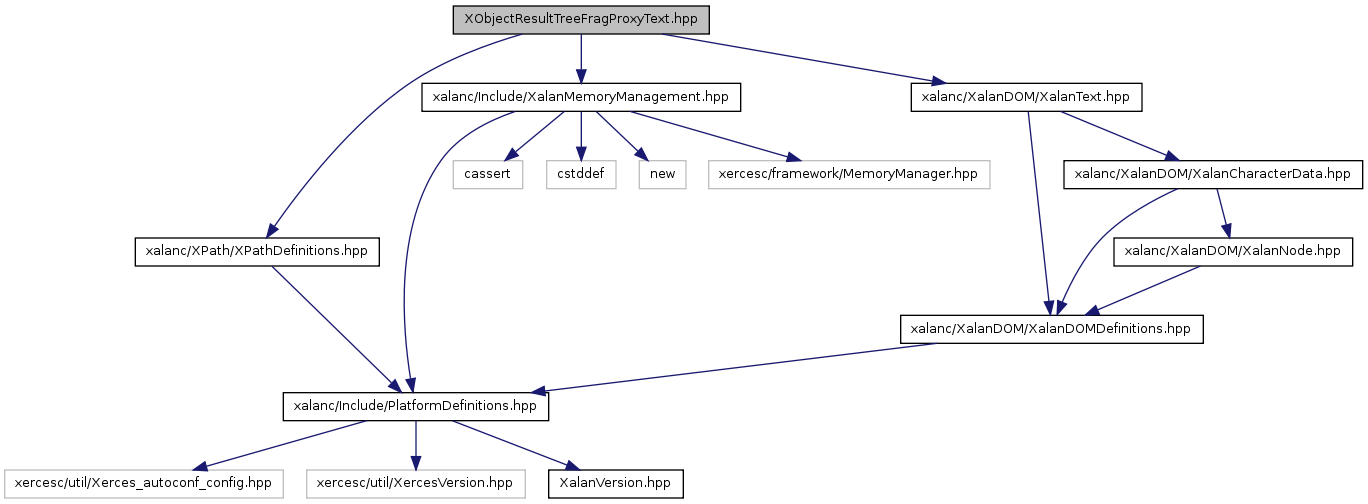 XObjectResultTreeFragProxyText.hpp
xalanc/Include/XalanMemoryManagement.hpp
xalanc/XalanDOM/XalanText.hpp
cassert
cstddef
new
xercesc/framework/MemoryManager.hpp
xalanc/XalanDOM/XalanCharacterData.hpp
xalanc/XPath/XPathDefinitions.hpp
xalanc/XalanDOM/XalanNode.hpp
xalanc/XalanDOM/XalanDOMDefinitions.hpp
xalanc/Include/PlatformDefinitions.hpp
xercesc/util/Xerces_autoconf_config.hpp
xercesc/util/XercesVersion.hpp
XalanVersion.hpp